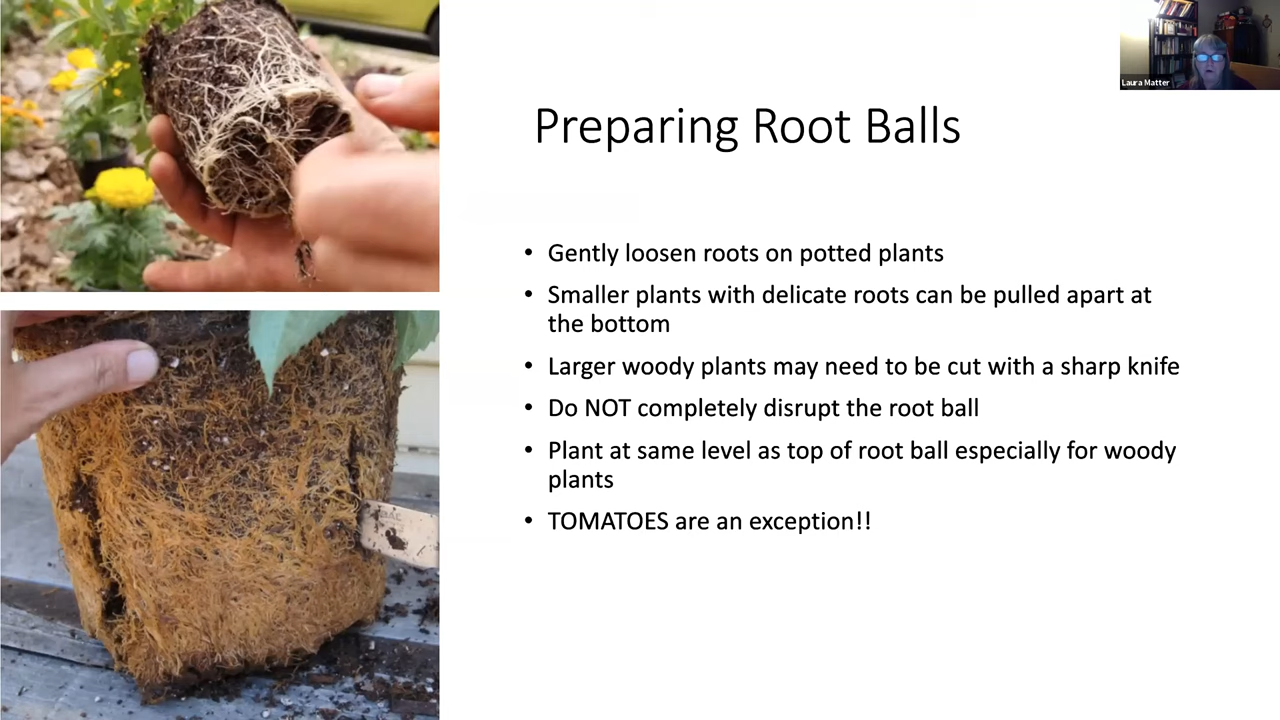 Laura Matter
Preparing Root Balls
• Gently loosen roots on potted plants
• Smaller plants with delicate roots can be pulled apart at
the bottom
• Larger woody plants may need to be cut with a sharp knife
• Do NOT completely disrupt the root ball
• Plant at same level as top of root ball especially for woody
plants
• TOMATOES are an exception!!